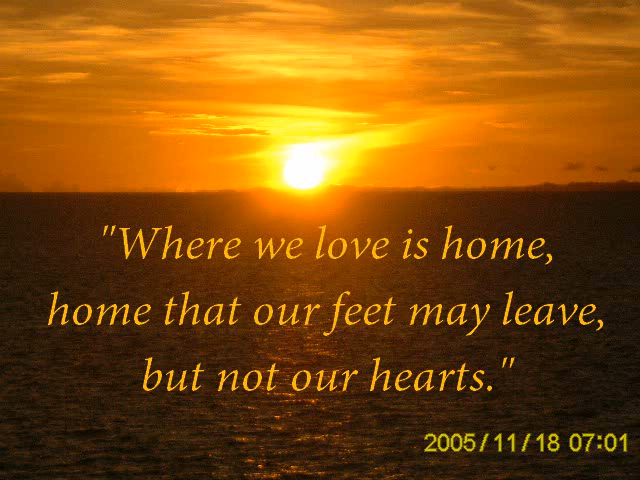 "Where we love is home,
home that our feet may leave,
but not our hearts."
2005/11/18 07:01